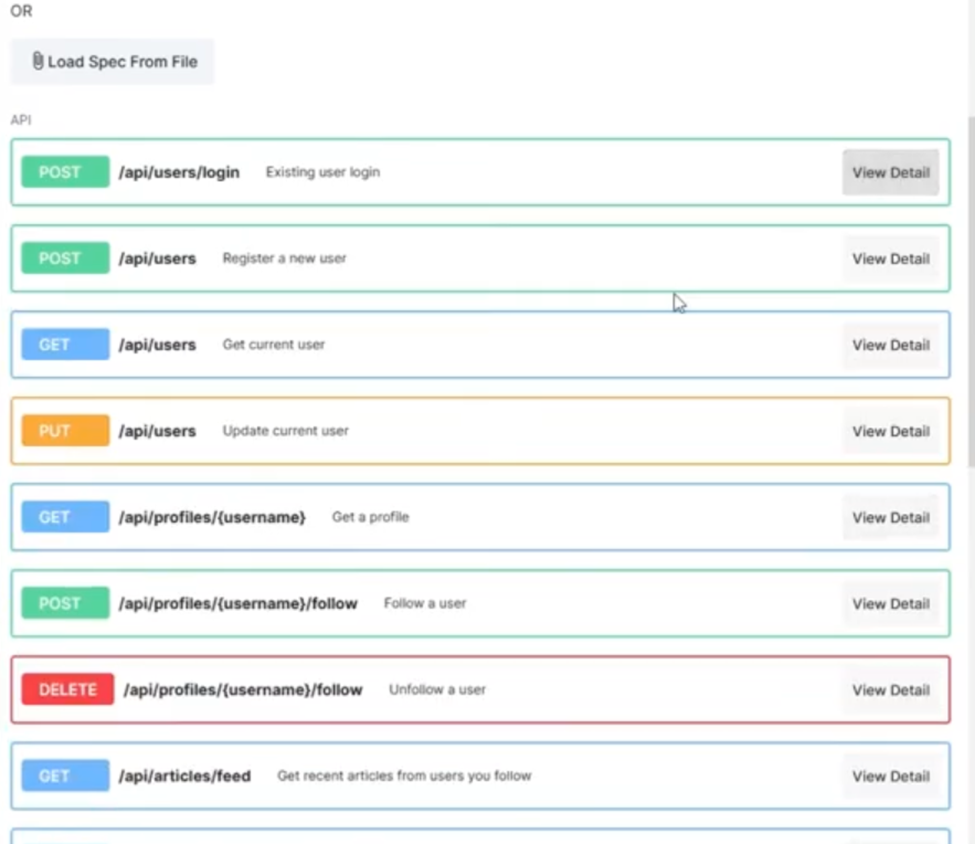 OR
Load Spec From File
API
POST /api/users/login Existing user login View Detail
POST /api/users Register a new user View Detail
GET /api/users Get current user View Detail
PUT /api/users Update current user View Detail
GET /api/profiles/{username} Get a profile View Detail
POST /api/profiles/{username}/follow Follow a user View Detail
DELETE /api/profiles/{username}/follow Unfollow a user View Detail
GET /api/articles/feed Get recent articles from users you follow View Detail